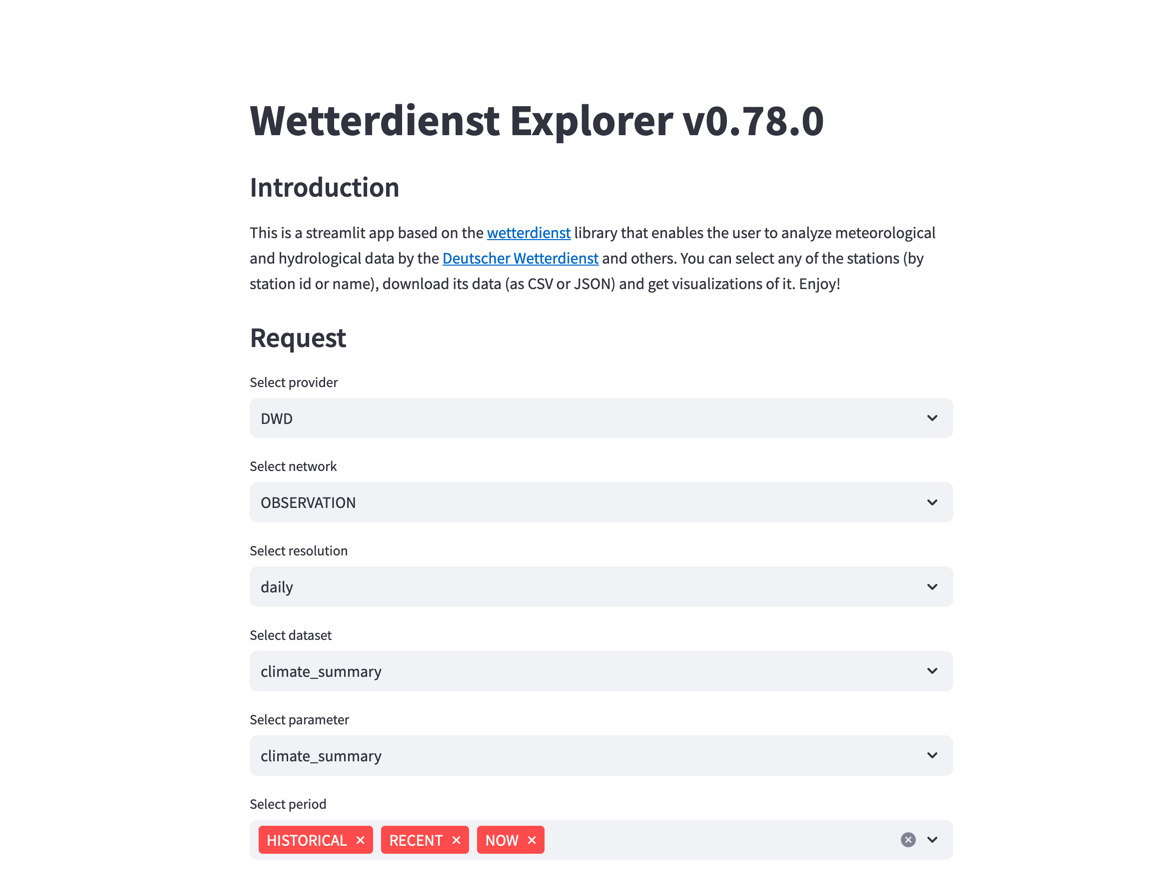 Wetterdienst Explorer v0.78.0
Introduction
This is a streamlit app based on the wetterdienst library that enables the user to analyze meteorological
and hydrological data by the Deutscher Wetterdienst and others. You can select any of the stations (by
station id or name), download its data (as CSV or JSON) and get visualizations of it. Enjoy!
Request
Select provider
DWD
Select network
OBSERVATION
Select resolution
daily
Select dataset
climate_summary
Select parameter
climate_summary
Select period
HISTORICAL RECENT NOW